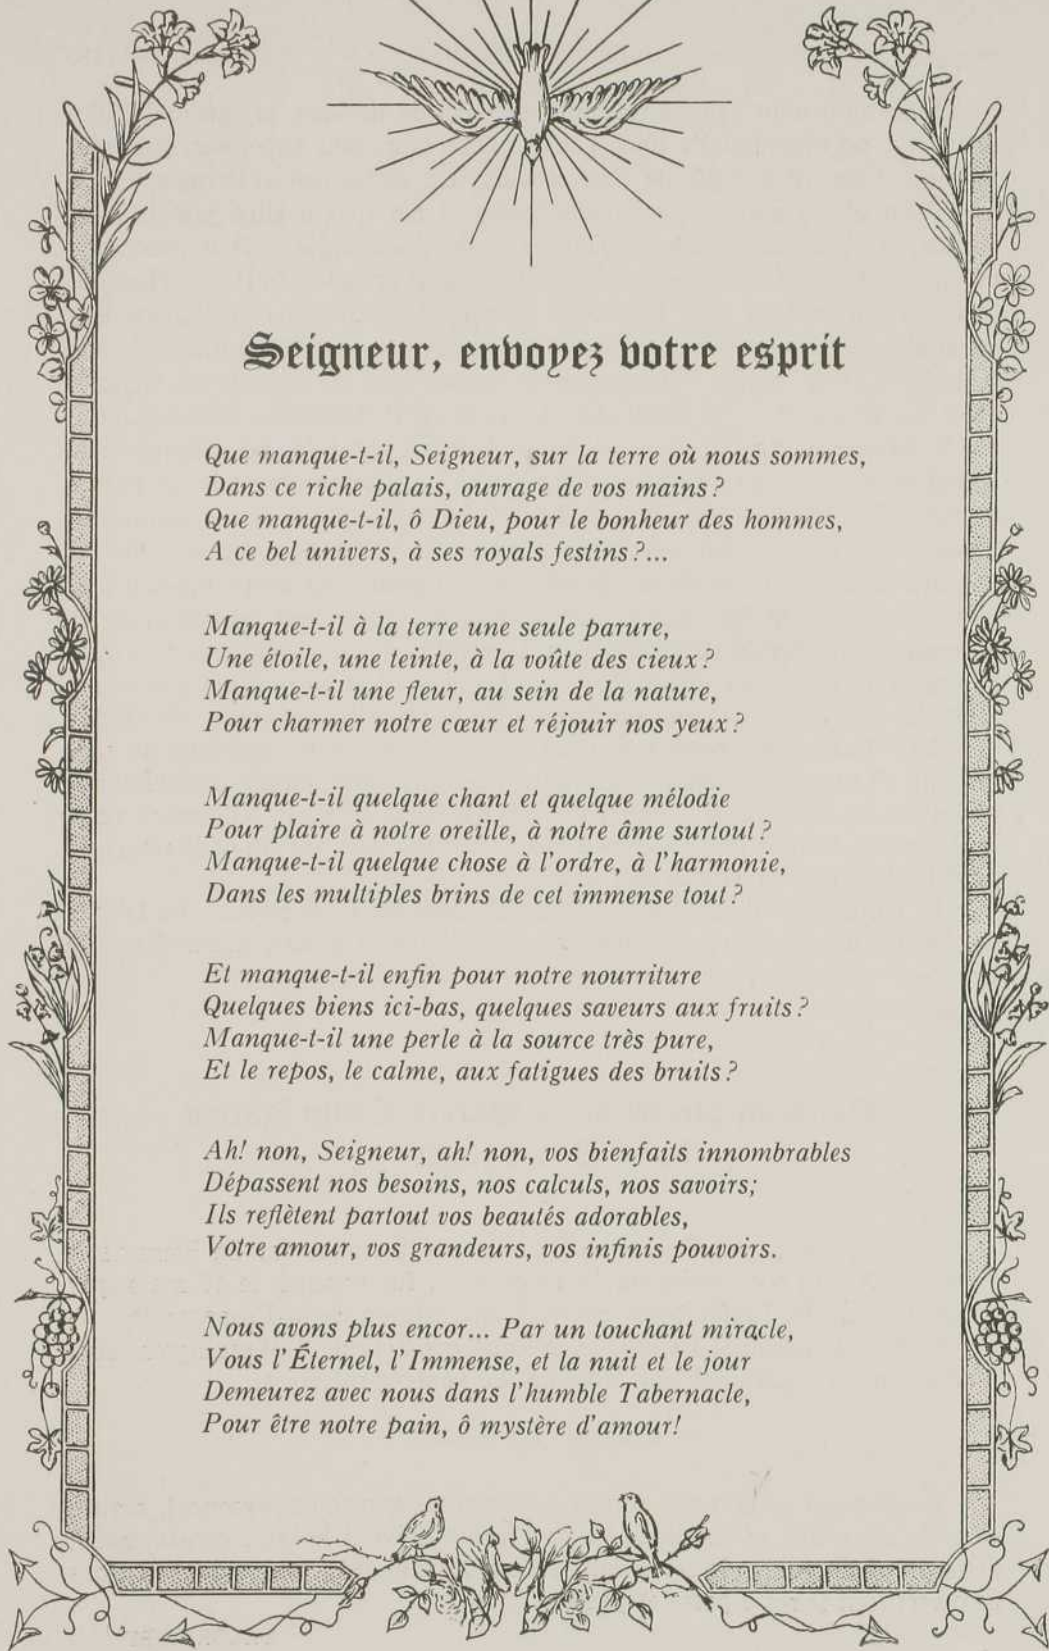 Seigneur, envoyez votre esprit
Que manque-t-il, Seigneur, sur la terre où nous sommes,
Dans ce riche palais, ouvrage de vos mains?
Que manque-t-il, ô Dieu, pour le bonheur des hommes,
A ce bel univers, à ses royals festins?...
Manque-t-il à la terre une seule parure,
Une étoile, une teinte, à la voûte des cieux?
Manque-t-il une fleur, au sein de la nature,
Pour charmer notre cœur et réjouir nos yeux?
Manque-t-il quelque chant et quelque mélodie
Pour plaire à notre oreille, à notre âme surtout?
Manque-t-il quelque chose à l'ordre, à l'harmonie,
Dans les multiples brins de cet immense tout?
Et manque-t-il enfin pour notre nourriture
Quelques biens ici-bas, quelques saveurs aux fruits?
Manque-t-il une perle à la source très pure,
Et le repos, le calme, aux fatigues des bruits?
Ah! non, Seigneur, ah! non, vos bienfaits innombrables
Dépassent nos besoins, nos calculs, nos savoirs;
Ils reflètent partout vos beautés adorables,
Votre amour, vos grandeurs, vos infinis pouvoirs.
Nous avons plus encor... Par un touchant miracle,
Vous l'Éternel, l'Immense, et la nuit et le jour
Demeurez avec nous dans l'humble Tabernacle,
Pour être notre pain, ô mystère d'amour!